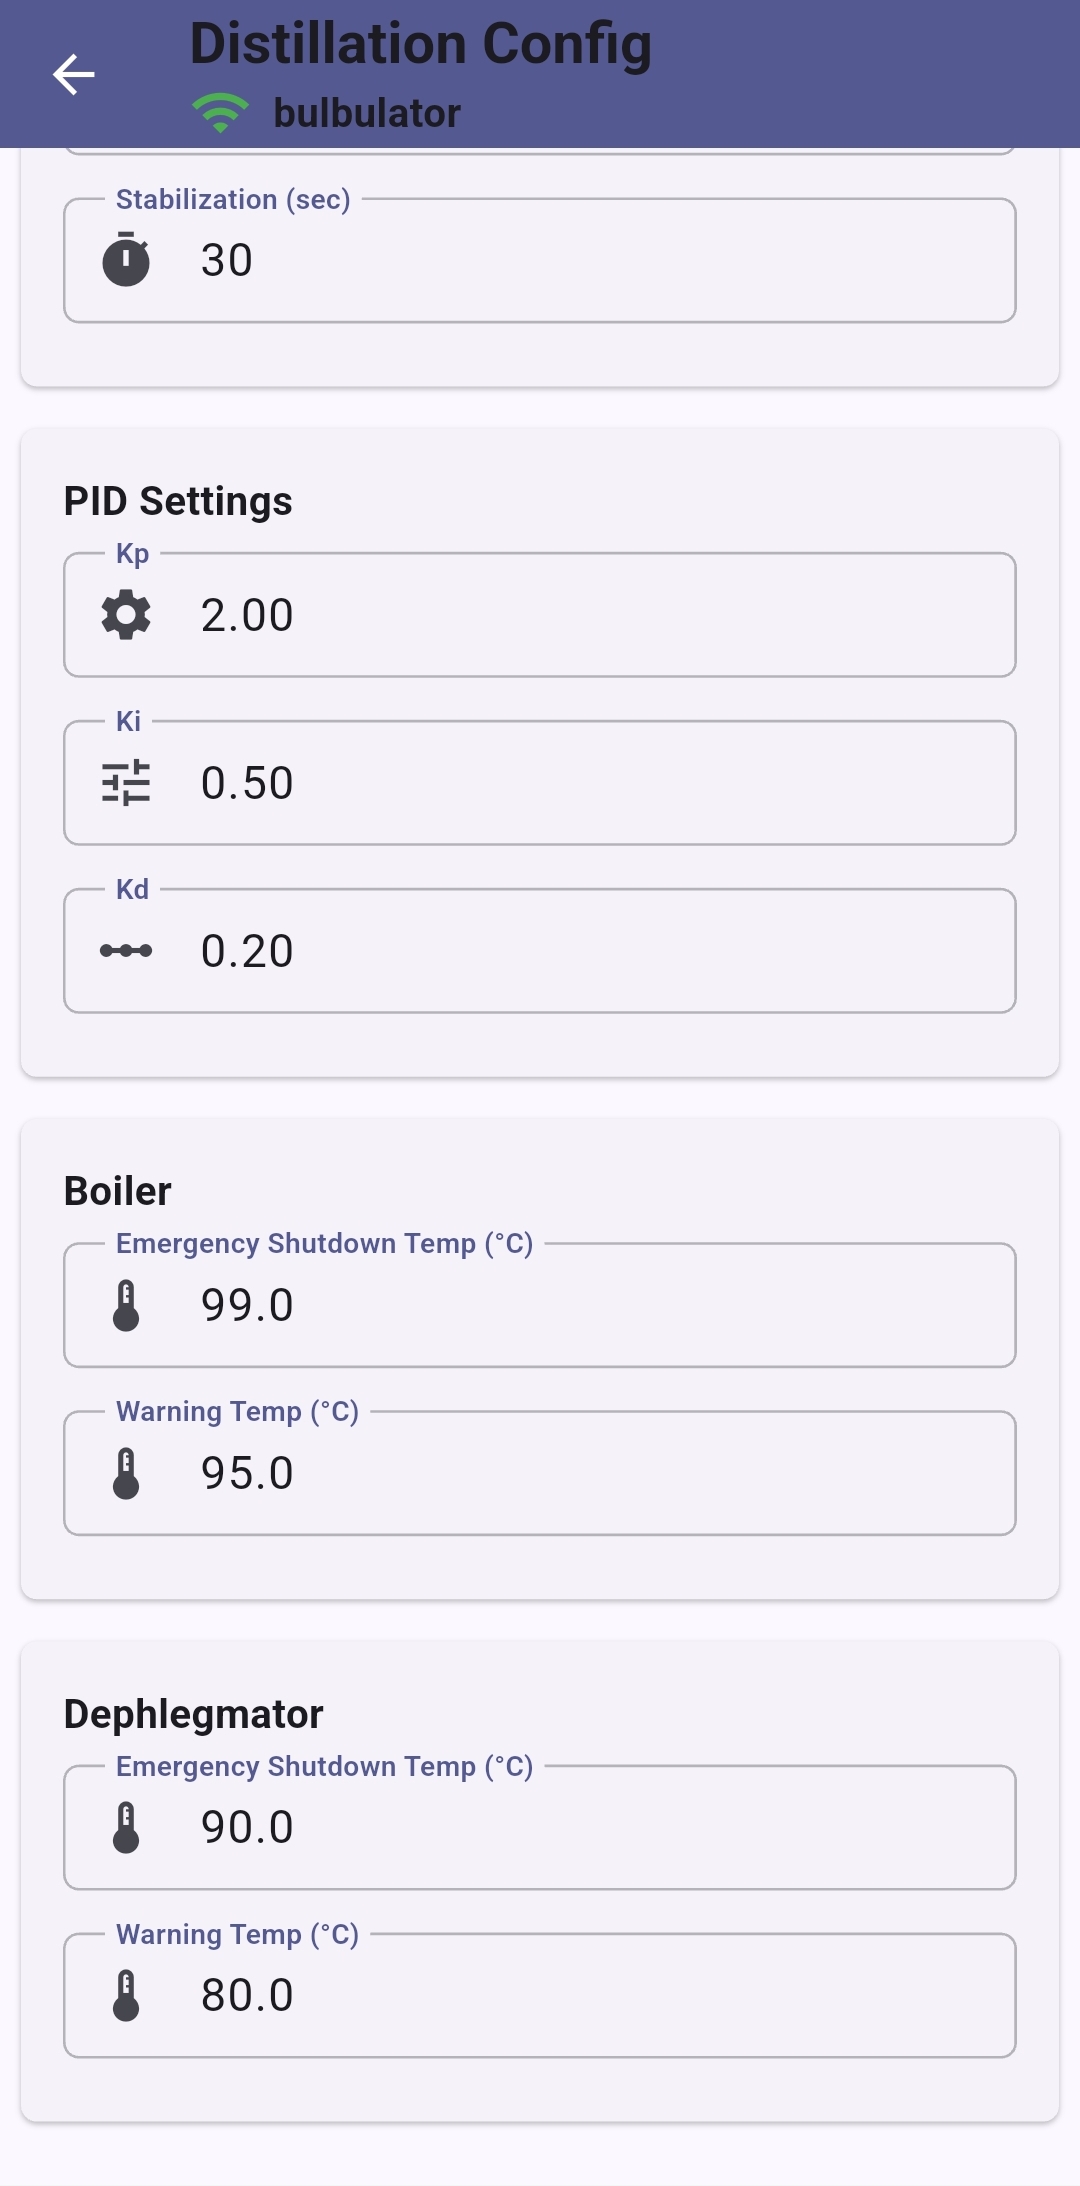 Distillation Config
bulbulator
Stabilization (sec)
30
PID Settings
Kp
2.00
Ki
0.50
Kd
0.20
Boiler
Emergency Shutdown Temp (°C)
99.0
Warning Temp (°C)
95.0
Dephlegmator
Emergency Shutdown Temp (°C)
90.0
Warning Temp (°C)
80.0